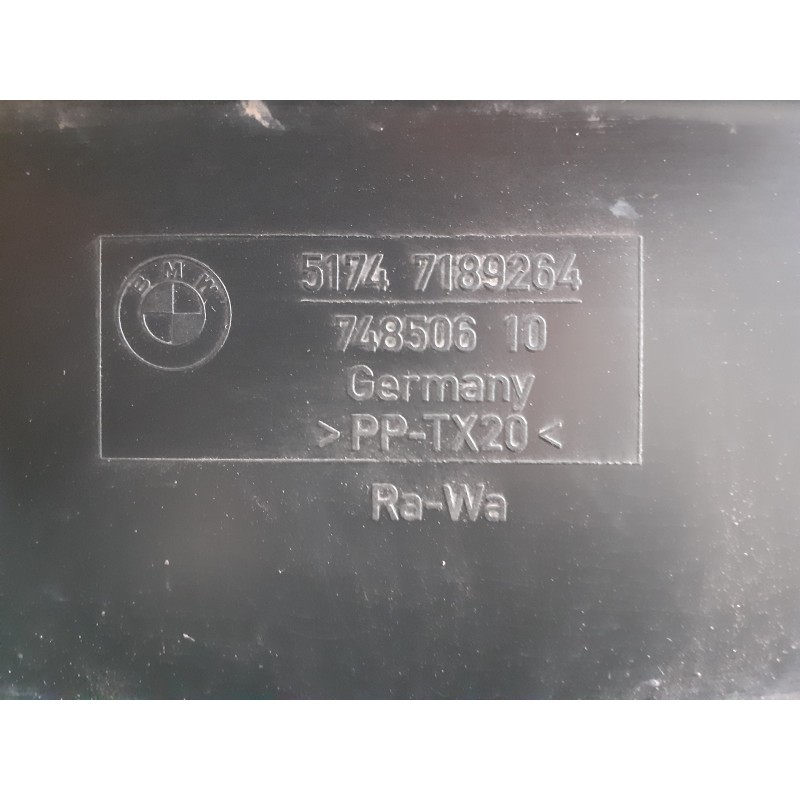 BMW
5174 7189264
748506 10
Germany
>PP-TX20<
Ra-Wa